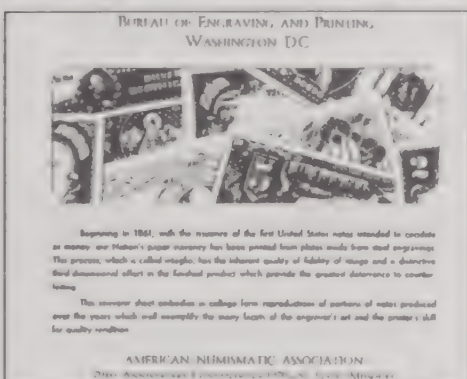 BUREAU OF ENGRAVING AND PRINTING
WASHINGTON DC
5
2
Beginning in 1861, with the issuance of the first United States notes intended to circulate
as money our Nation's paper currency has been printed from plates made from steel engravings
This process, which is called intaglio, has the inherent quality of fidelity of image and a distinctive
third dimensional effect in the finished product which provide the greatest deterrence to counter-
feiting
This souvenir sheet embodies in collage form reproductions of portions of notes produced
over the years which well exemplify the many facets of the engraver's art and the printer's skill
for quality rendition
AMERICAN NUMISMATIC ASSOCIATION
Anniversary Convention